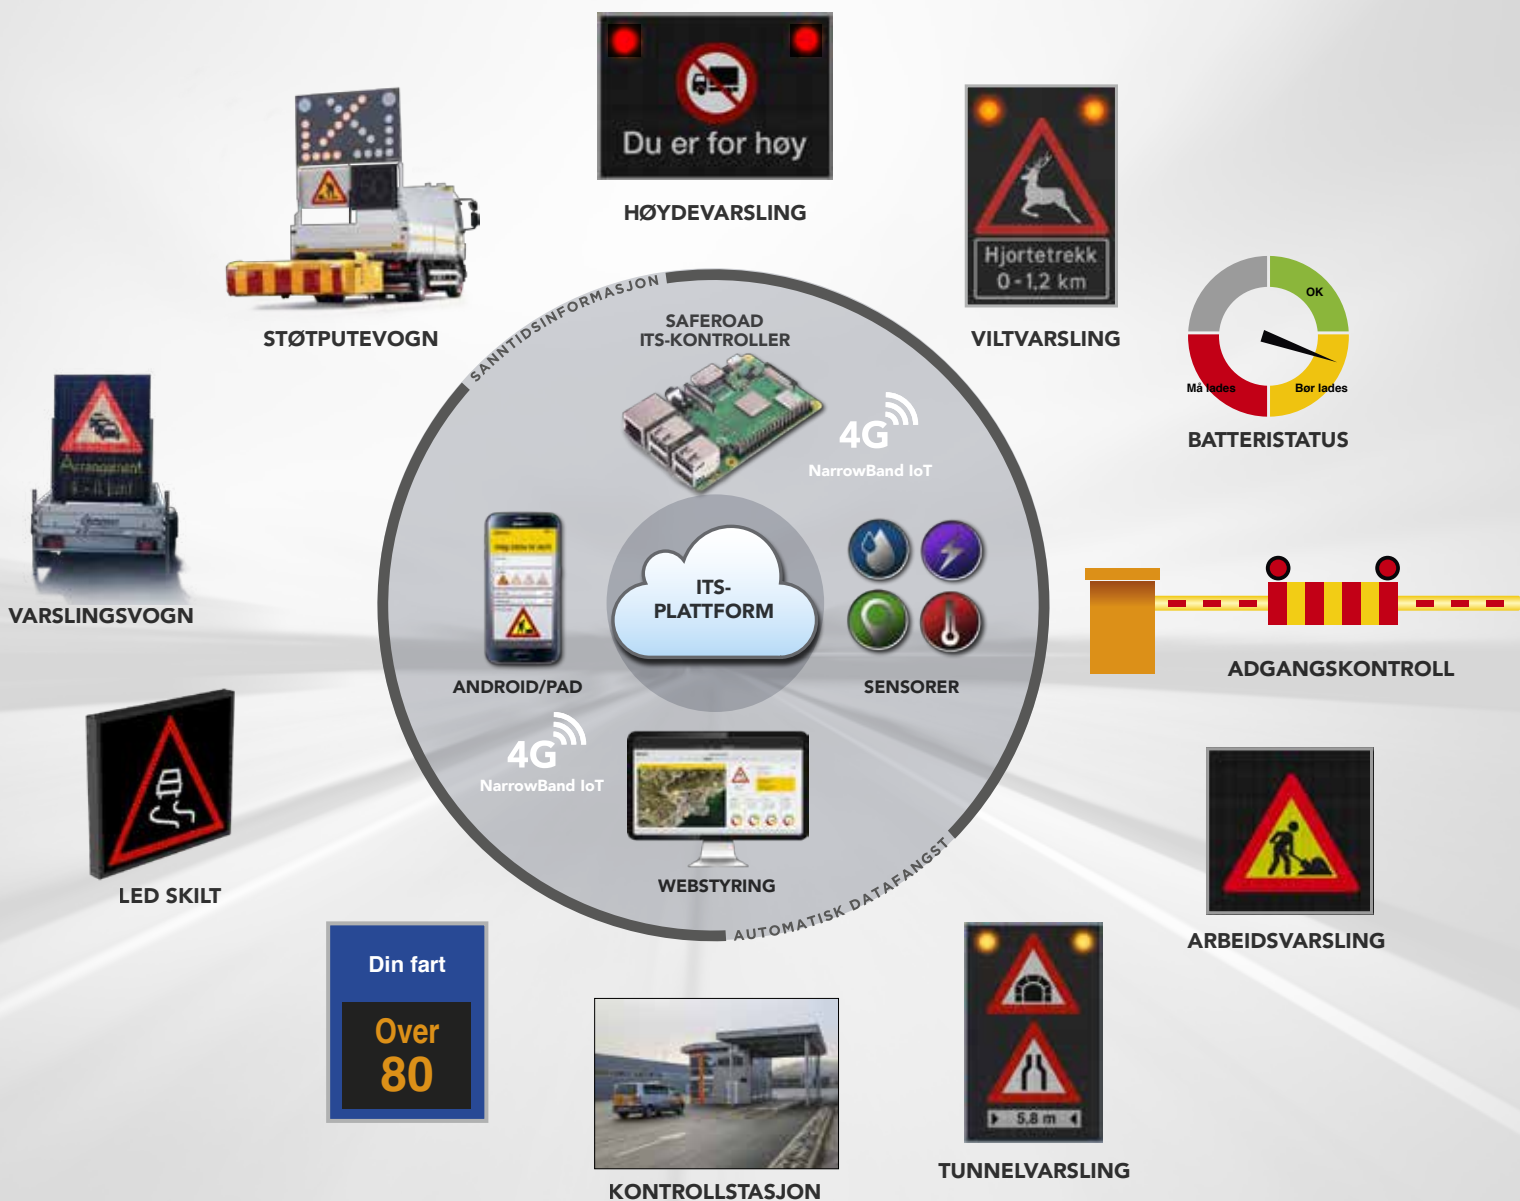 Du er for høy
HØYDEVARSLING
STØTPUTEVOGN
50
Hjortetrekk
0-1,2 km
VILTVARSLING
OK
Må lades
Bør lades
BATTERISTATUS
SANNTIDSINFORMASJON
SAFEROAD
ITS-KONTROLLER
4G
NarrowBand IoT
Arrangement
VARSLINGSVOGN
ITS-
PLATTFORM
ANDROID/PAD
SENSORER
4G
NarrowBand IoT
WEBSTYRING
AUTOMATISK DATAFANGST
ADGANGSKONTROLL
LED SKILT
ARBEIDSVARSLING
Din fart
Over
80
KONTROLLSTASJON
5,8 m
TUNNELVARSLING